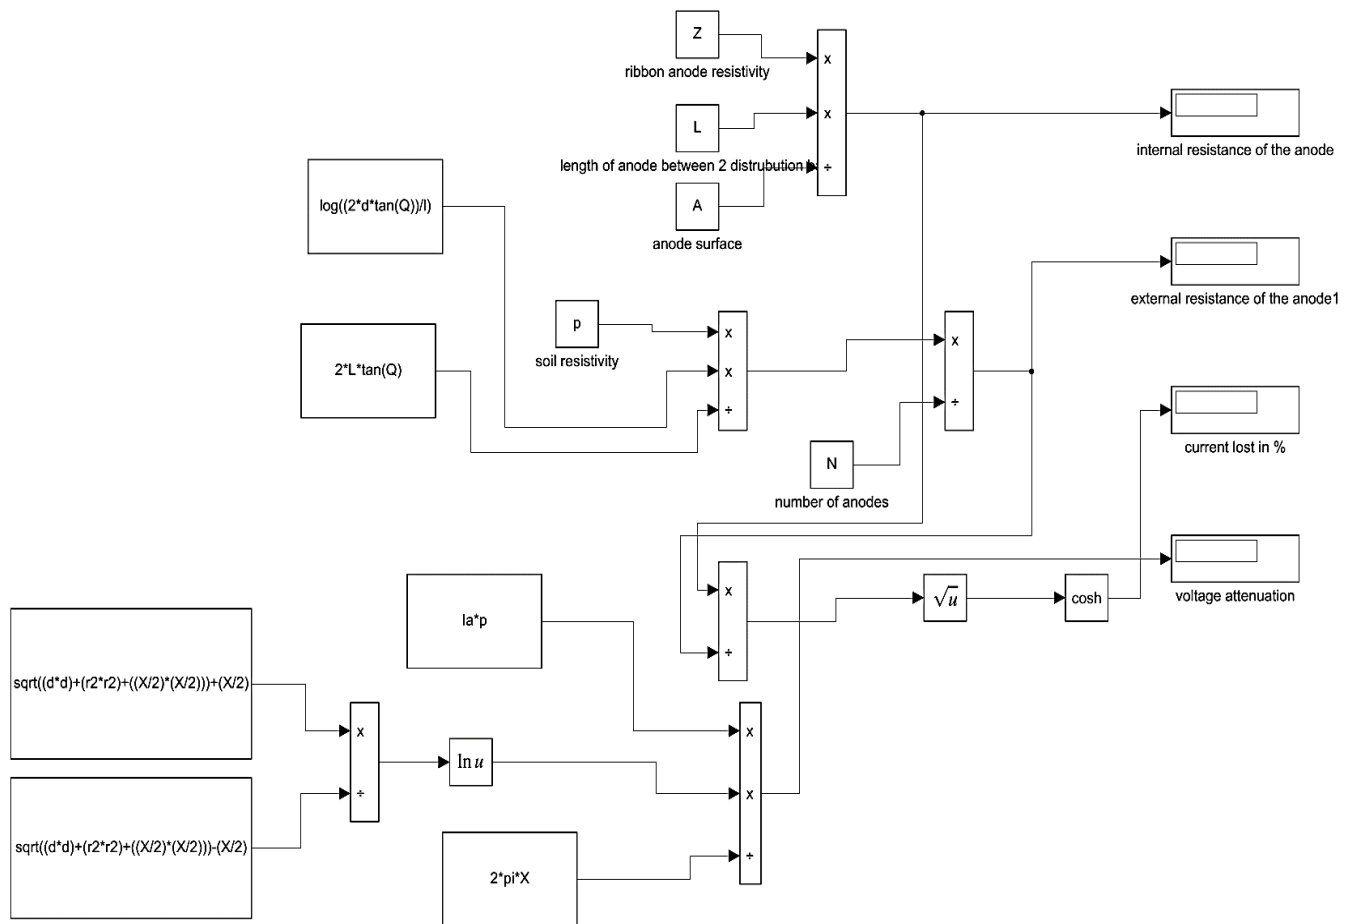 Z
x
ribbon anode resistivity
L
x
internal resistance of the anode
length of anode between 2 distrubution
÷
A
anode surface
log((2*d*tan(Q))/l)
external resistance of the anode1
p
x
soil resistivity
x
2*L*tan(Q)
x
÷
÷
N
number of anodes
current lost in %
x
√u
cosh
voltage attenuation
÷
Ia*p
sqrt((d*d)+(r2*r2)+((X/2)*(X/2)))+(X/2)
x
x
ln u
x
÷
sqrt((d*d)+(r2*r2)+((X/2)*(X/2)))-(X/2)
÷
2*pi*X